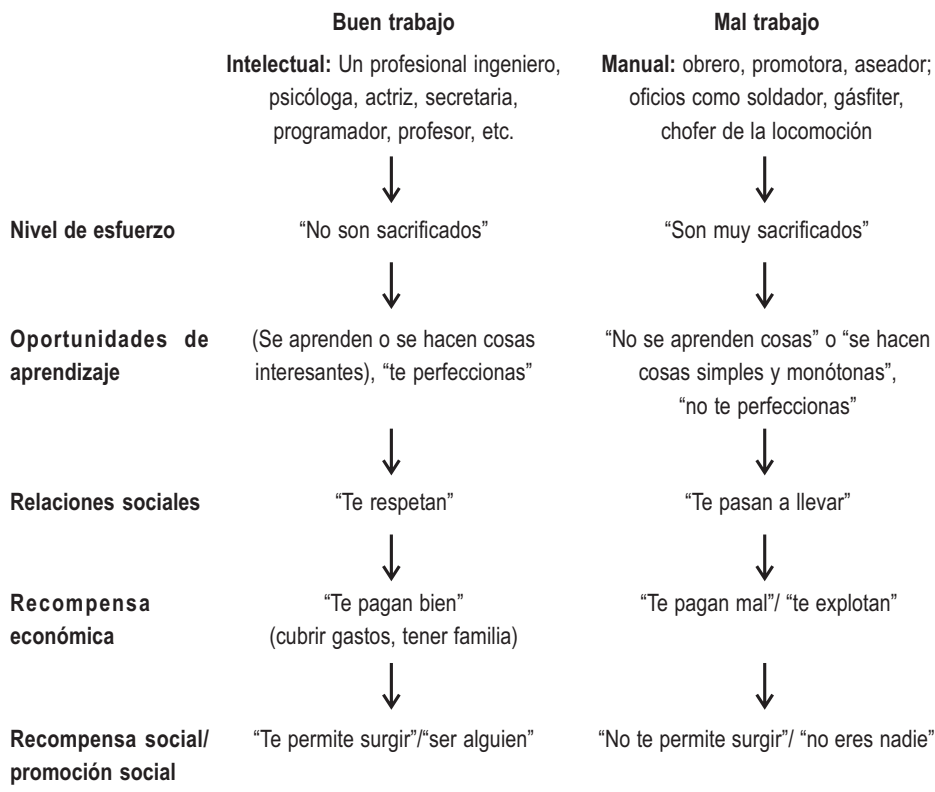 Buen trabajo
Mal trabajo
Intelectual: Un profesional ingeniero,
psicóloga, actriz, secretaria,
programador, profesor, etc.
Manual: obrero, promotora, aseador;
oficios como soldador, gásfiter,
chofer de la locomoción
Nivel de esfuerzo
“No son sacrificados”
“Son muy sacrificados”
Oportunidades de
aprendizaje
(Se aprenden o se hacen cosas
interesantes), “te perfeccionas”
“No se aprenden cosas” o “se hacen
cosas simples y monótonas”,
“no te perfeccionas”
Relaciones sociales
“Te respetan”
“Te pasan a llevar”
Recompensa
económica
“Te pagan bien”
(cubrir gastos, tener familia)
“Te pagan mal”/ “te explotan”
Recompensa social/
promoción social
“Te permite surgir”/“ser alguien”
“No te permite surgir”/ “no eres nadie”